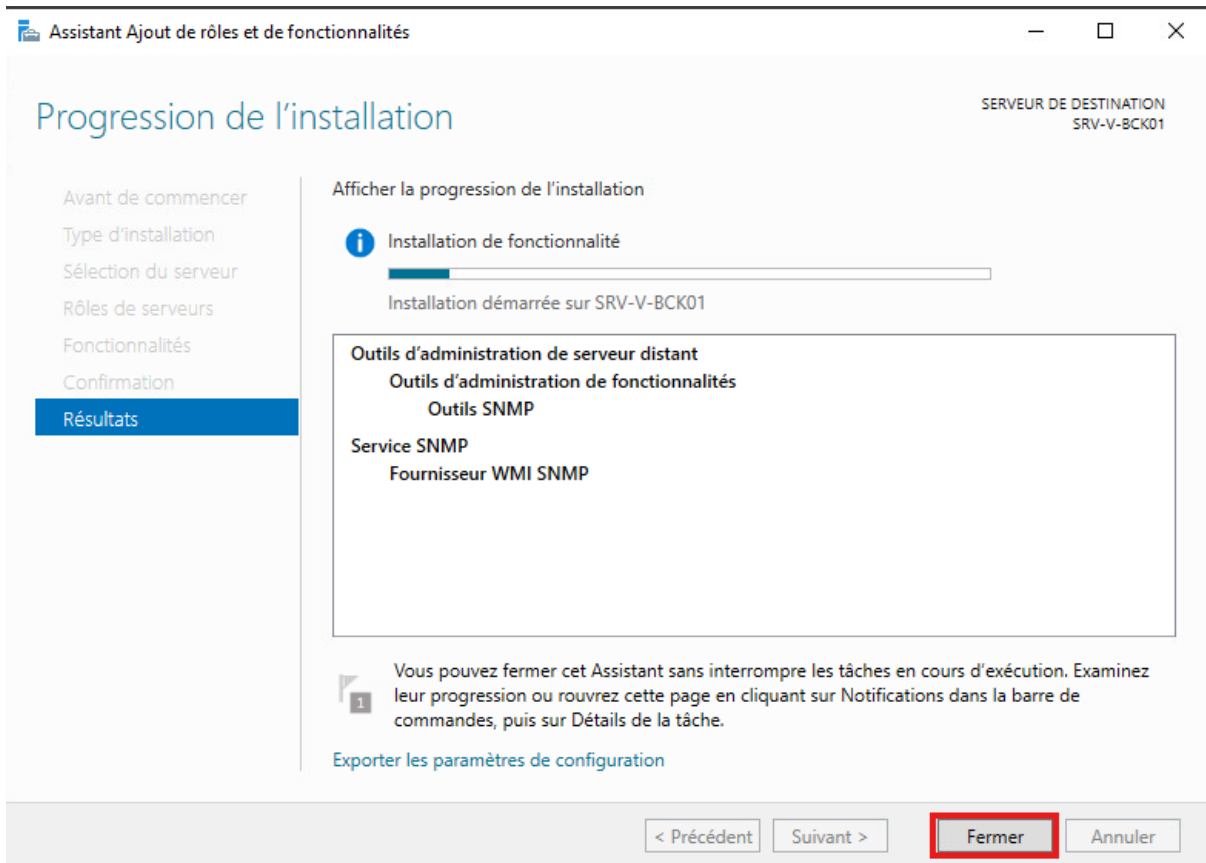 Assistant Ajout de rôles et de fonctionnalités
Progression de l'installation
SERVEUR DE DESTINATION
SRV-V-BCK01
Avant de commencer
Type d'installation
Sélection du serveur
Rôles de serveurs
Fonctionnalités
Confirmation
Résultats
Afficher la progression de l'installation
Installation de fonctionnalité
Installation démarrée sur SRV-V-BCK01
Outils d'administration de serveur distant
Outils d'administration de fonctionnalités
Outils SNMP
Service SNMP
Fournisseur WMI SNMP
1
Vous pouvez fermer cet Assistant sans interrompre les tâches en cours d'exécution. Examinez
leur progression ou rouvrez cette page en cliquant sur Notifications dans la barre de
commandes, puis sur Détails de la tâche.
Exporter les paramètres de configuration
< Précédent
Suivant >
Fermer
Annuler